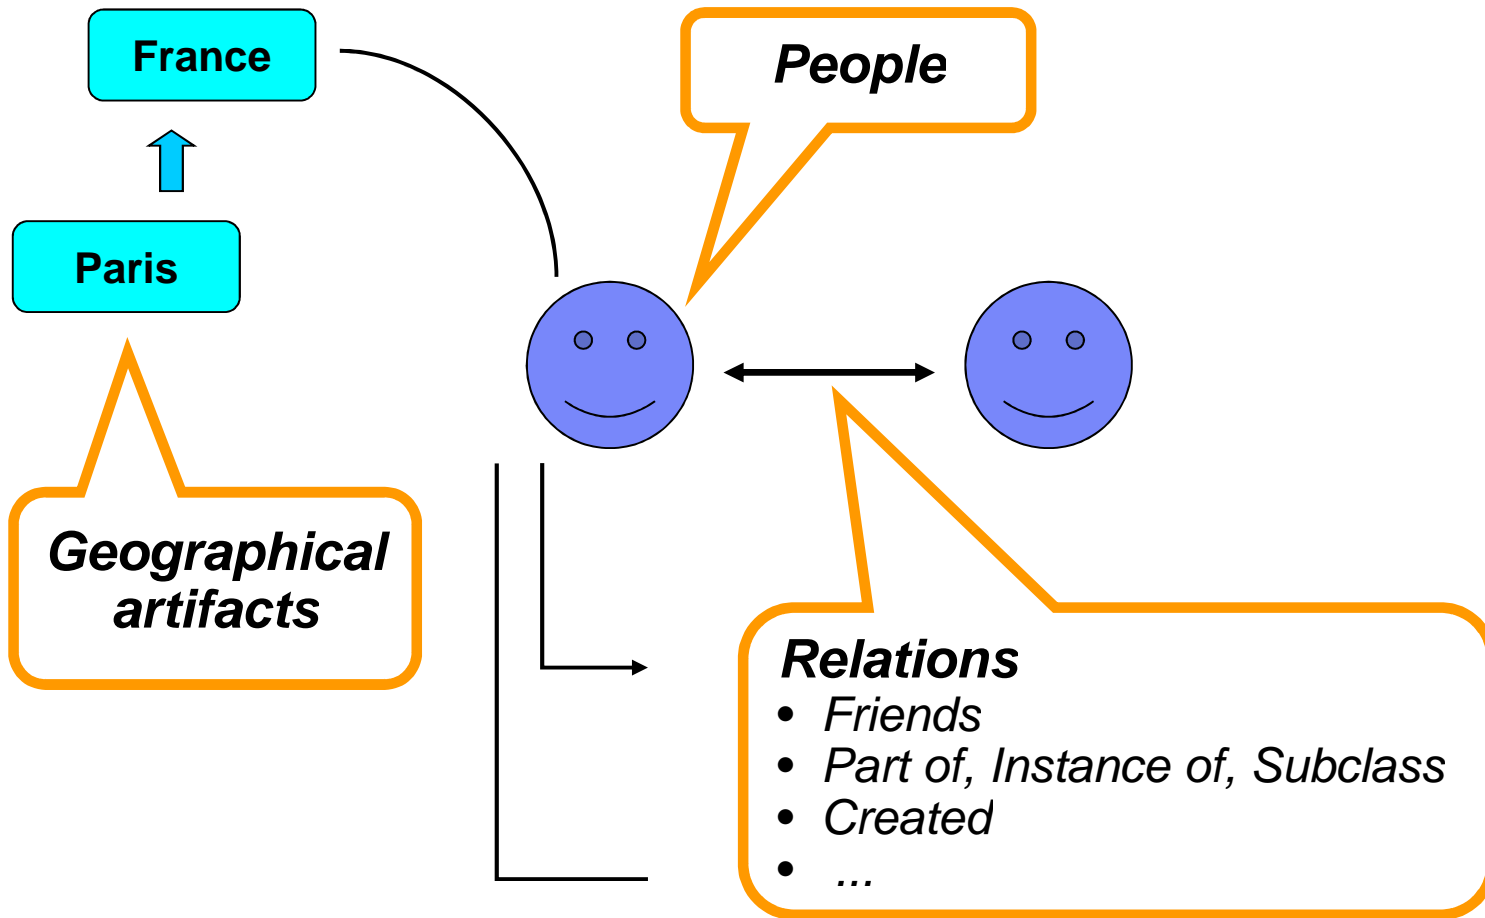 France
People
Paris
Geographical
artifacts
Relations
• Friends
• Part of, Instance of, Subclass
• Created
• ...